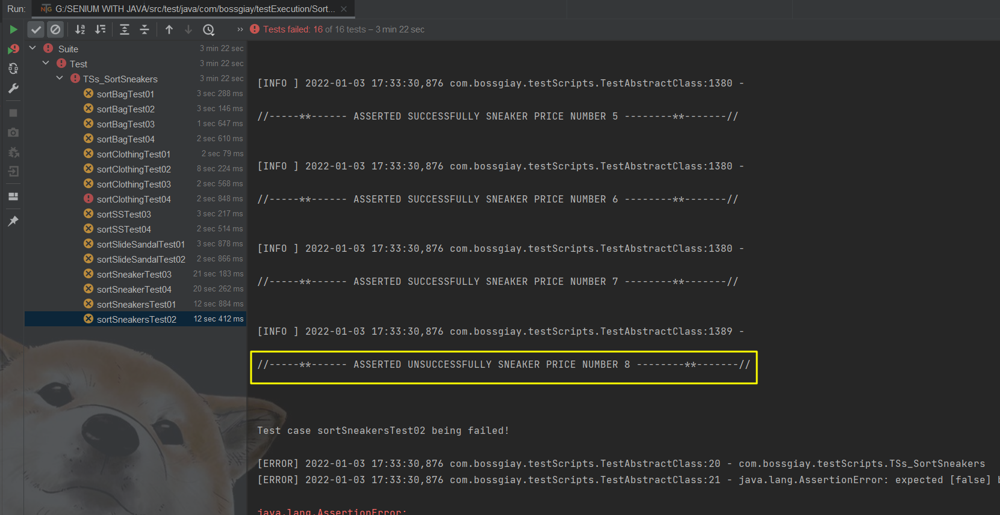 Run: G:/SENIUM WITH JAVA/src/test/java/com/bossgiay/testExecution/Sort...
Tests failed: 16 of 16 tests – 3 min 22 sec
Suite 3 min 22 sec
Test 3 min 22 sec
TSs_SortSneakers 3 min 22 sec
sortBagTest01 3 sec 288 ms
sortBagTest02 3 sec 146 ms
sortBagTest03 1 sec 647 ms
sortBagTest04 2 sec 610 ms
sortClothingTest01 2 sec 79 ms
sortClothingTest02 8 sec 224 ms
sortClothingTest03 2 sec 568 ms
sortClothingTest04 2 sec 848 ms
sortSSTest03 3 sec 217 ms
sortSSTest04 2 sec 514 ms
sortSlideSandalTest01 3 sec 878 ms
sortSlideSandalTest02 2 sec 866 ms
sortSneakerTest03 21 sec 183 ms
sortSneakerTest04 20 sec 262 ms
sortSneakersTest01 12 sec 884 ms
sortSneakersTest02 12 sec 412 ms
[INFO ] 2022-01-03 17:33:30,876 com.bossgiay.testScripts.TestAbstractClass:1380 -
//-----**------ ASSERTED SUCCESSFULLY SNEAKER PRICE NUMBER 5 --------**-------//
[INFO ] 2022-01-03 17:33:30,876 com.bossgiay.testScripts.TestAbstractClass:1380 -
//-----**------ ASSERTED SUCCESSFULLY SNEAKER PRICE NUMBER 6 --------**-------//
[INFO ] 2022-01-03 17:33:30,876 com.bossgiay.testScripts.TestAbstractClass:1380 -
//-----**------ ASSERTED SUCCESSFULLY SNEAKER PRICE NUMBER 7 --------**-------//
[INFO ] 2022-01-03 17:33:30,876 com.bossgiay.testScripts.TestAbstractClass:1389 -
//-----**------ ASSERTED UNSUCCESSFULLY SNEAKER PRICE NUMBER 8 --------**-------//
Test case sortSneakersTest02 being failed!
[ERROR] 2022-01-03 17:33:30,876 com.bossgiay.testScripts.TestAbstractClass:20 - com.bossgiay.testScripts.TSs_SortSneakers
[ERROR] 2022-01-03 17:33:30,876 com.bossgiay.testScripts.TestAbstractClass:21 - java.lang.AssertionError: expected [false]
java.lang.AssertionError: